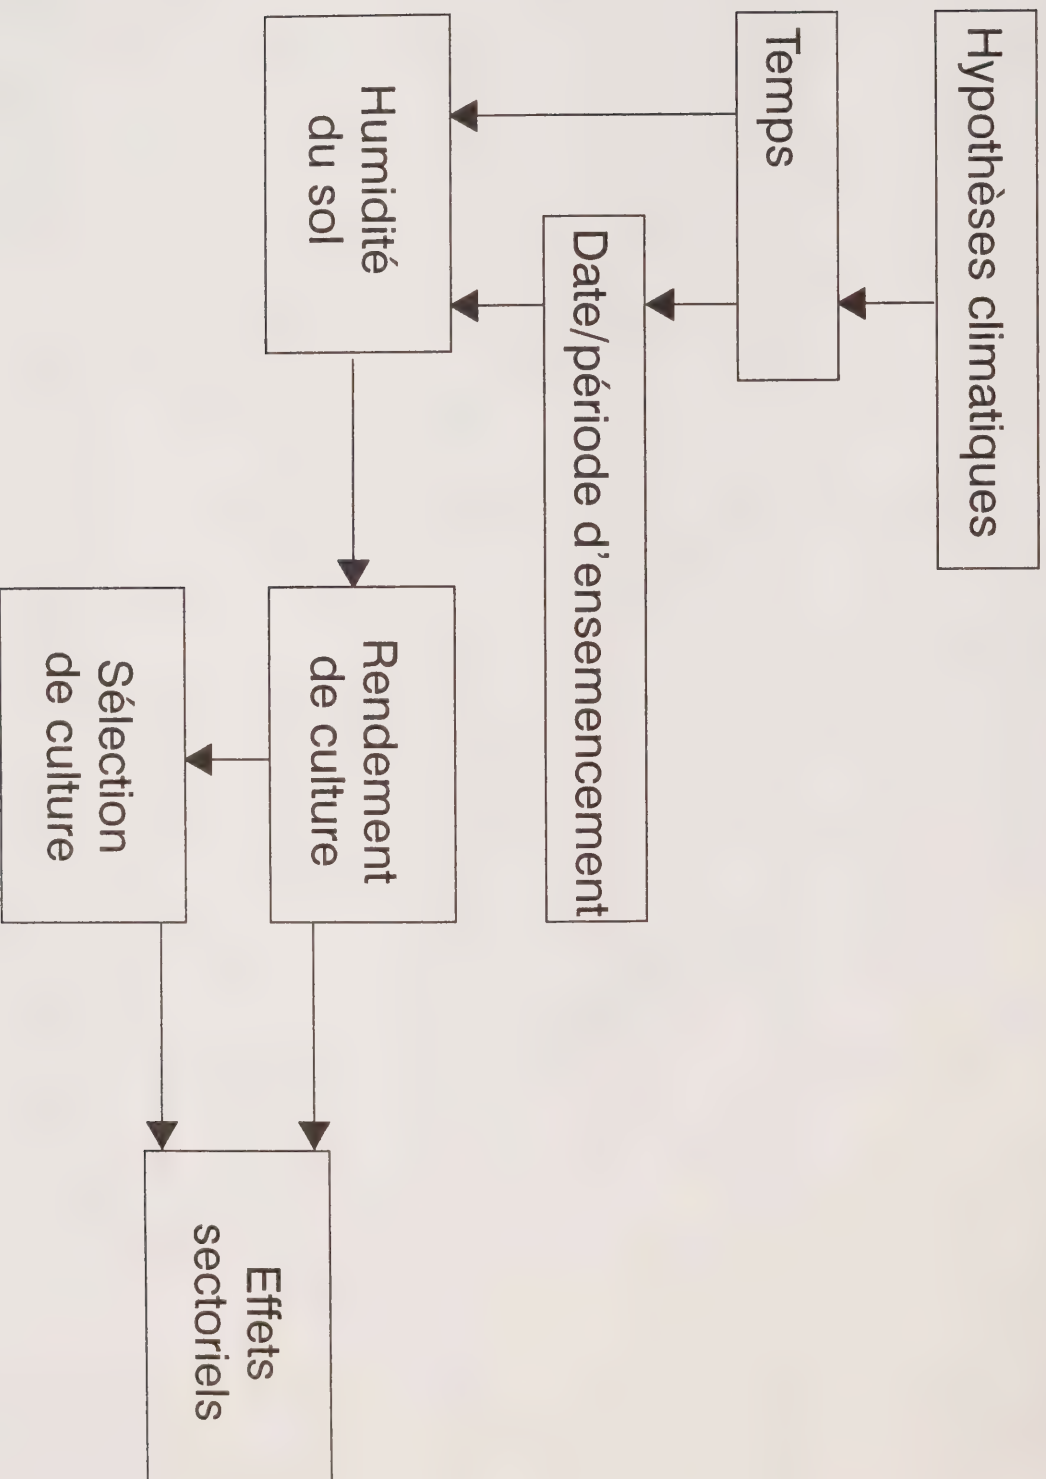 Hypothèses climatiques
Temps
Date/période d'ensemencement
Humidité
du sol
Rendement
de culture
Sélection
de culture
Effets
sectoriels